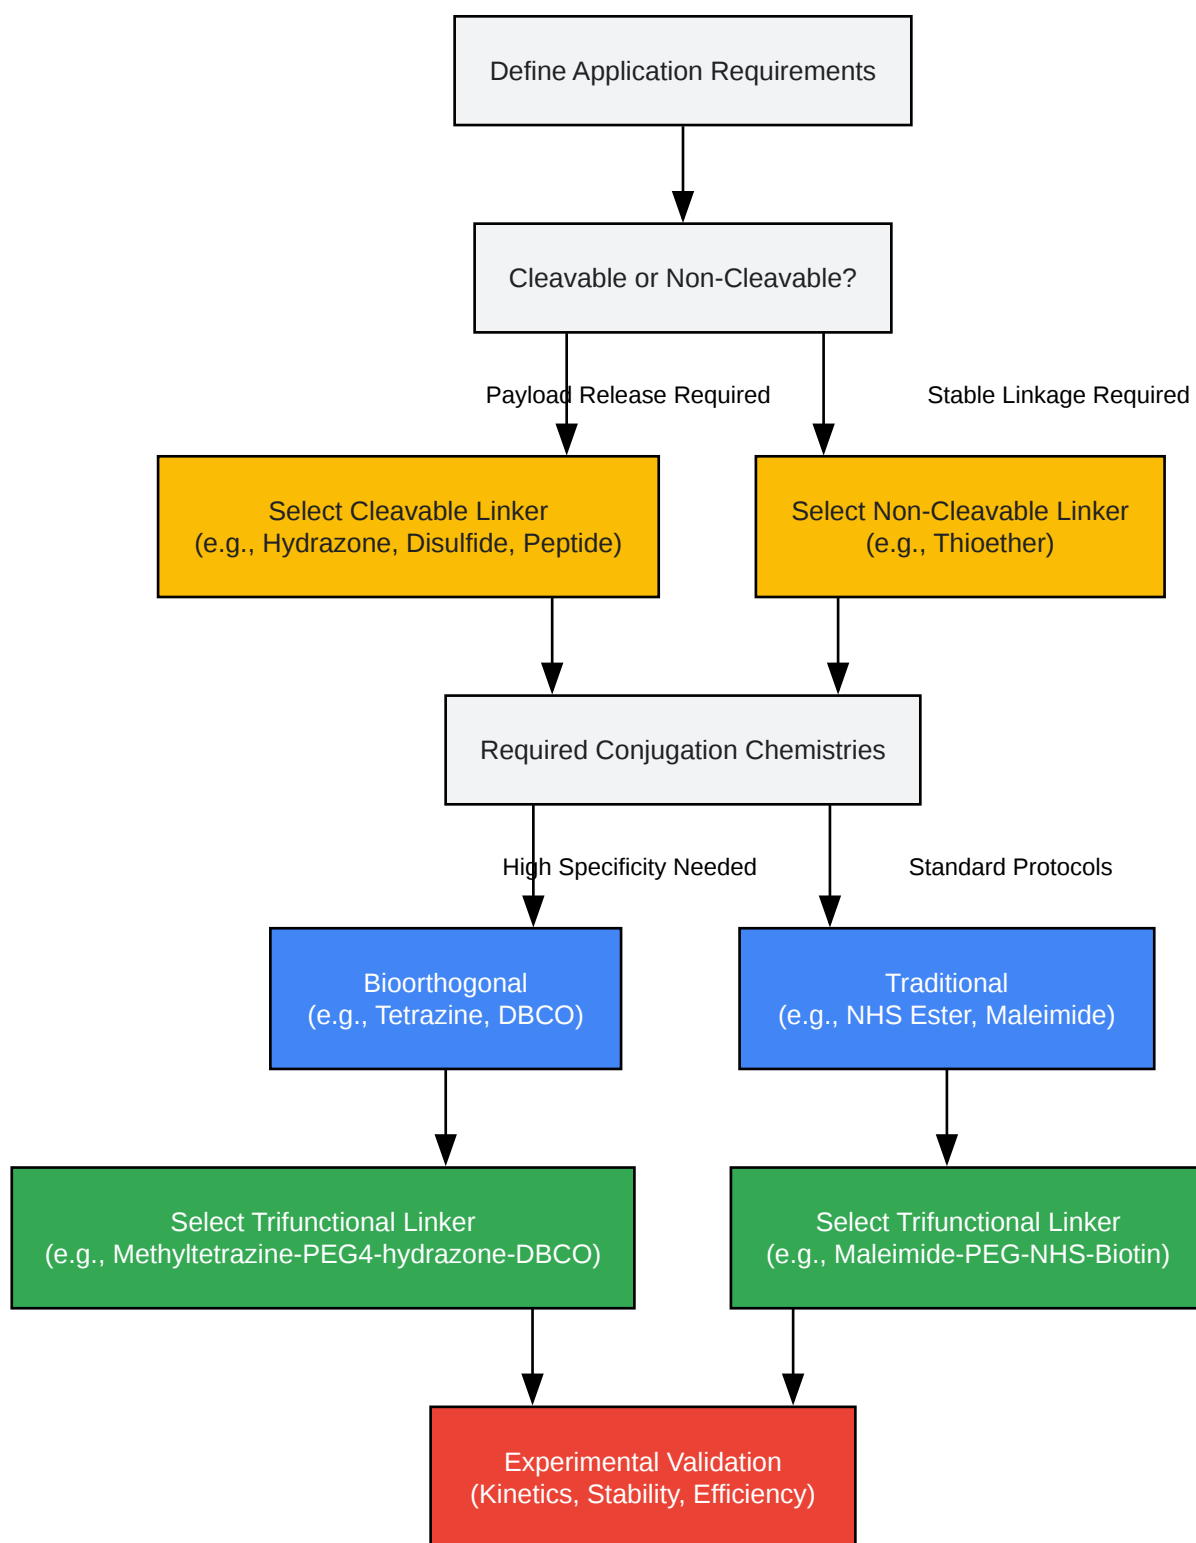 Define Application Requirements
Cleavable or Non-Cleavable?
Payload Release Required
Stable Linkage Required
Select Cleavable Linker
(e.g., Hydrazone, Disulfide, Peptide)
Select Non-Cleavable Linker
(e.g., Thioether)
Required Conjugation Chemistries
High Specificity Needed
Standard Protocols
Bioorthogonal
(e.g., Tetrazine, DBCO)
Traditional
(e.g., NHS Ester, Maleimide)
Select Trifunctional Linker
(e.g., Methyltetrazine-PEG4-hydrazone-DBCO)
Select Trifunctional Linker
(e.g., Maleimide-PEG-NHS-Biotin)
Experimental Validation
(Kinetics, Stability, Efficiency)